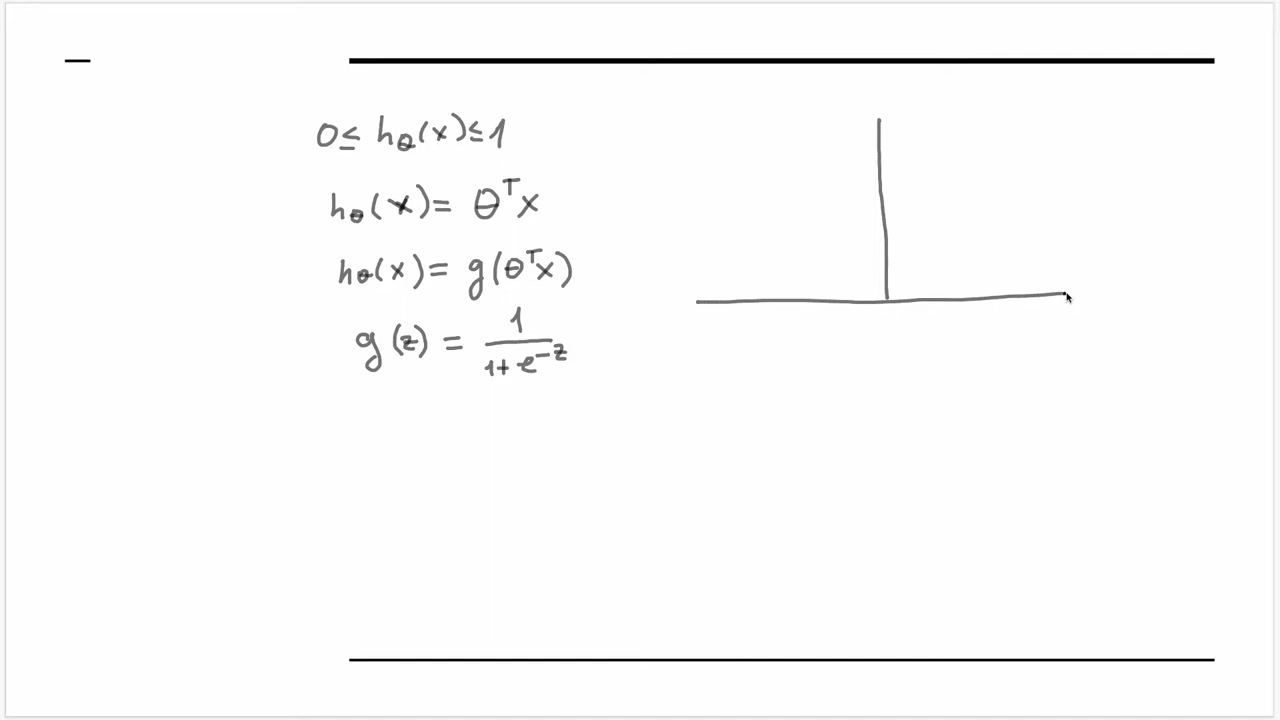 0 ≤ hθ(x) ≤ 1
hθ(x) = θᵀx
hθ(x) = g(θᵀx)
g(z) = 1 / 1 + e⁻ᶻ